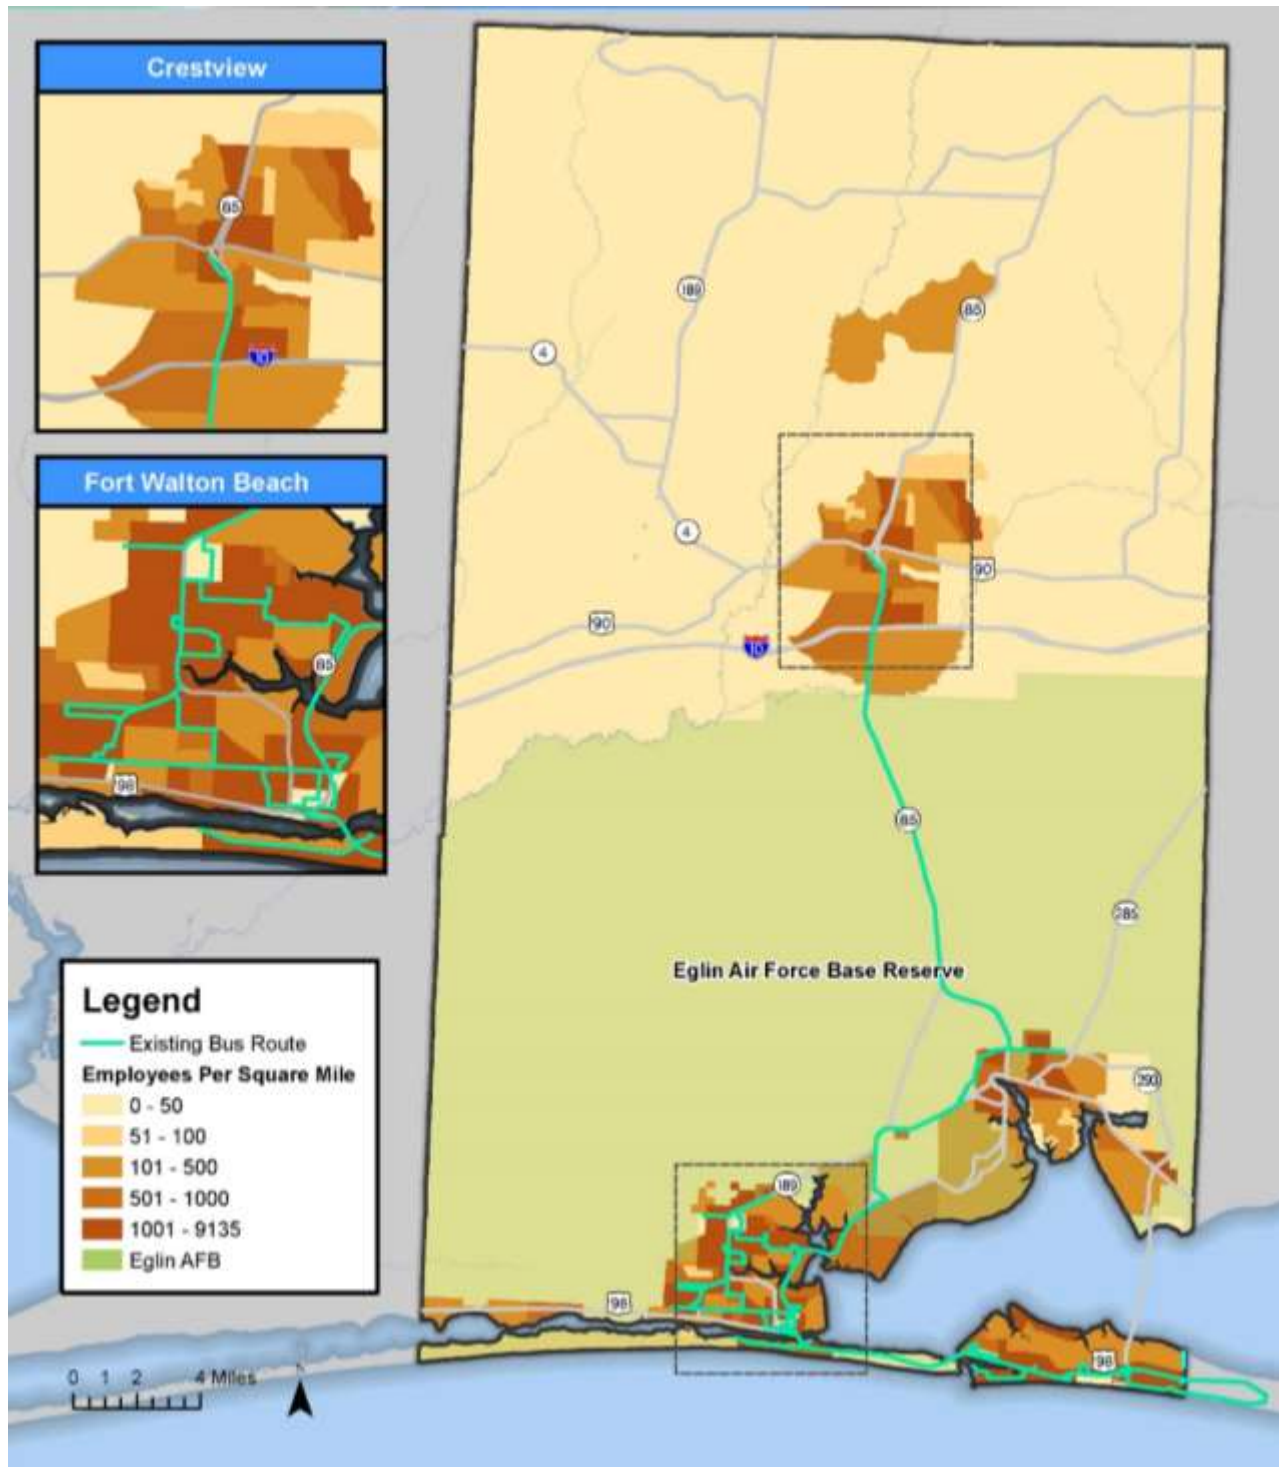 Crestview
85
10
Fort Walton Beach
85
98
Legend
Existing Bus Route
Employees Per Square Mile
0 - 50
51 - 100
101 - 500
501 - 1000
1001 - 9135
Eglin AFB
0 1 2 4 Miles
N
189
85
4
4
90
90
10
85
285
Eglin Air Force Base Reserve
293
189
98
98